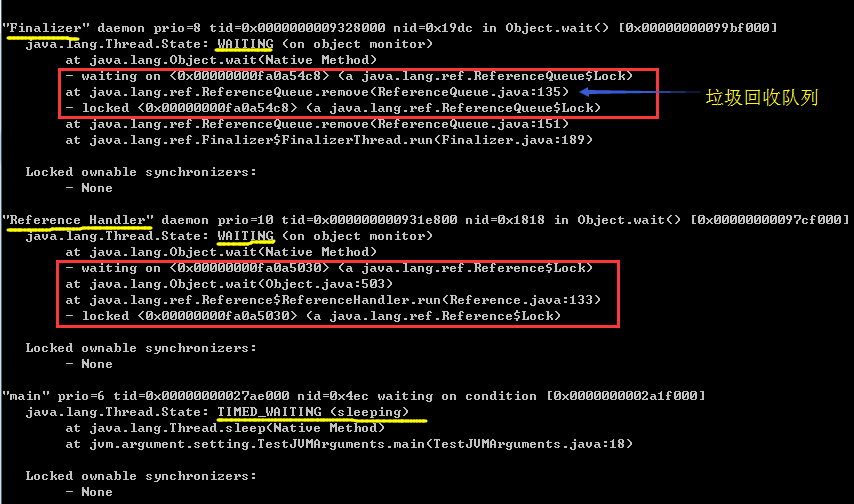 "Finalizer" daemon prio=8 tid=0x0000000009328000 nid=0x19dc in Object.wait() [0x00000000099bf000]
java.lang.Thread.State: WAITING (on object monitor)
at java.lang.Object.wait(Native Method)
- waiting on <0x00000000fa0a54c8> (a java.lang.ref.ReferenceQueue$Lock)
at java.lang.ref.ReferenceQueue.remove(ReferenceQueue.java:135)
垃圾回收队列
- locked <0x00000000fa0a54c8> (a java.lang.ref.ReferenceQueue$Lock)
at java.lang.ref.ReferenceQueue.remove(ReferenceQueue.java:151)
at java.lang.ref.Finalizer$FinalizerThread.run(Finalizer.java:189)
Locked ownable synchronizers:
- None
"Reference Handler" daemon prio=10 tid=0x000000000931e800 nid=0x1818 in Object.wait() [0x00000000097cf000]
java.lang.Thread.State: WAITING (on object monitor)
at java.lang.Object.wait(Native Method)
- waiting on <0x00000000fa0a5030> (a java.lang.ref.Reference$Lock)
at java.lang.Object.wait(Object.java:503)
at java.lang.ref.Reference$ReferenceHandler.run(Reference.java:133)
- locked <0x00000000fa0a5030> (a java.lang.ref.Reference$Lock)
Locked ownable synchronizers:
- None
"main" prio=6 tid=0x00000000027ae000 nid=0x4ec waiting on condition [0x0000000002a1f000]
java.lang.Thread.State: TIMED_WAITING (sleeping)
at java.lang.Thread.sleep(Native Method)
at jvm.argument.setting.TestJVMArguments.main(TestJVMArguments.java:18)
Locked ownable synchronizers:
- None